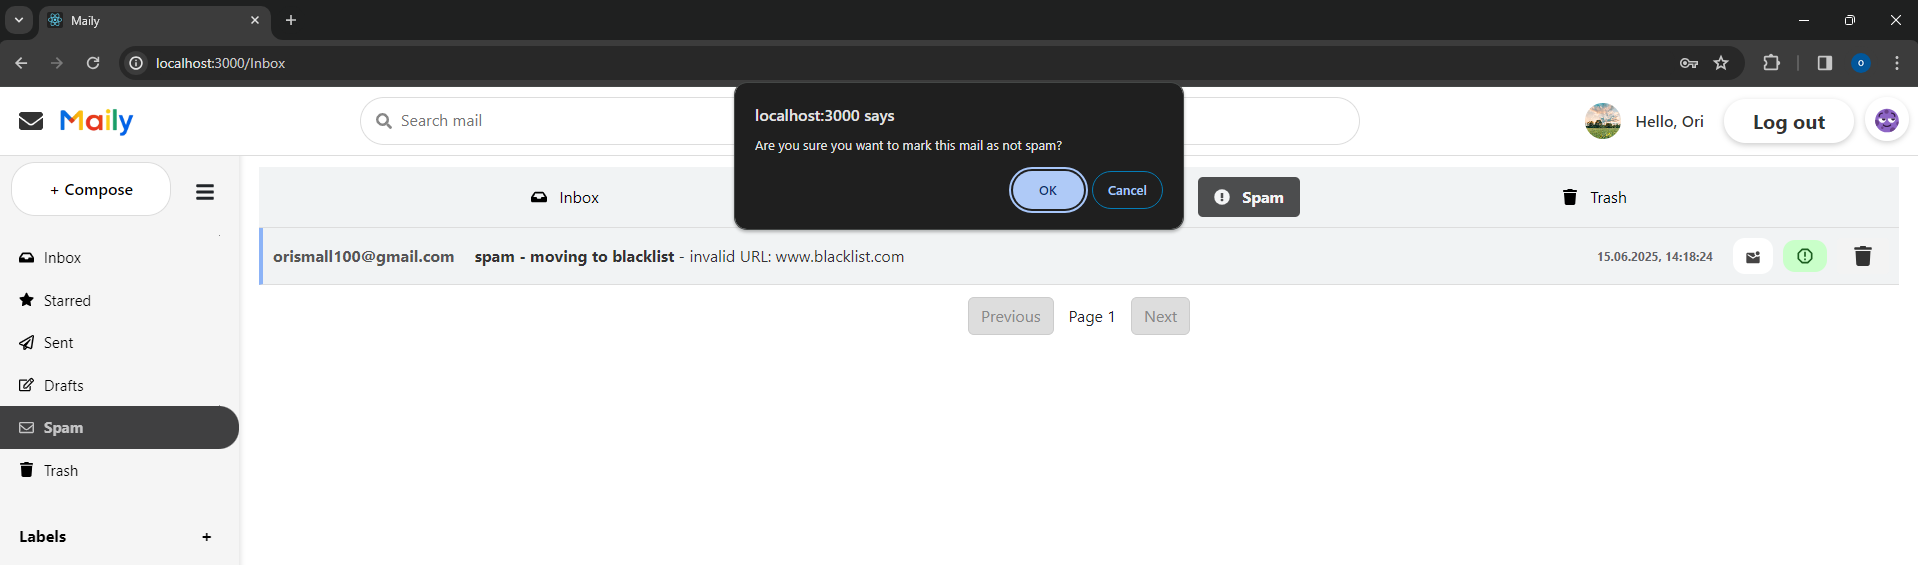 Maily
localhost:3000/Inbox
o
Maily
Search mail
localhost:3000 says
Are you sure you want to mark this mail as not spam?
OK
Cancel
Hello, Ori
Log out
+ Compose
Inbox
Spam
Trash
orismall100@gmail.com spam - moving to blacklist - invalid URL: www.blacklist.com 15.06.2025, 14:18:24
Previous Page 1 Next
Inbox
Starred
Sent
Drafts
Spam
Trash
Labels +